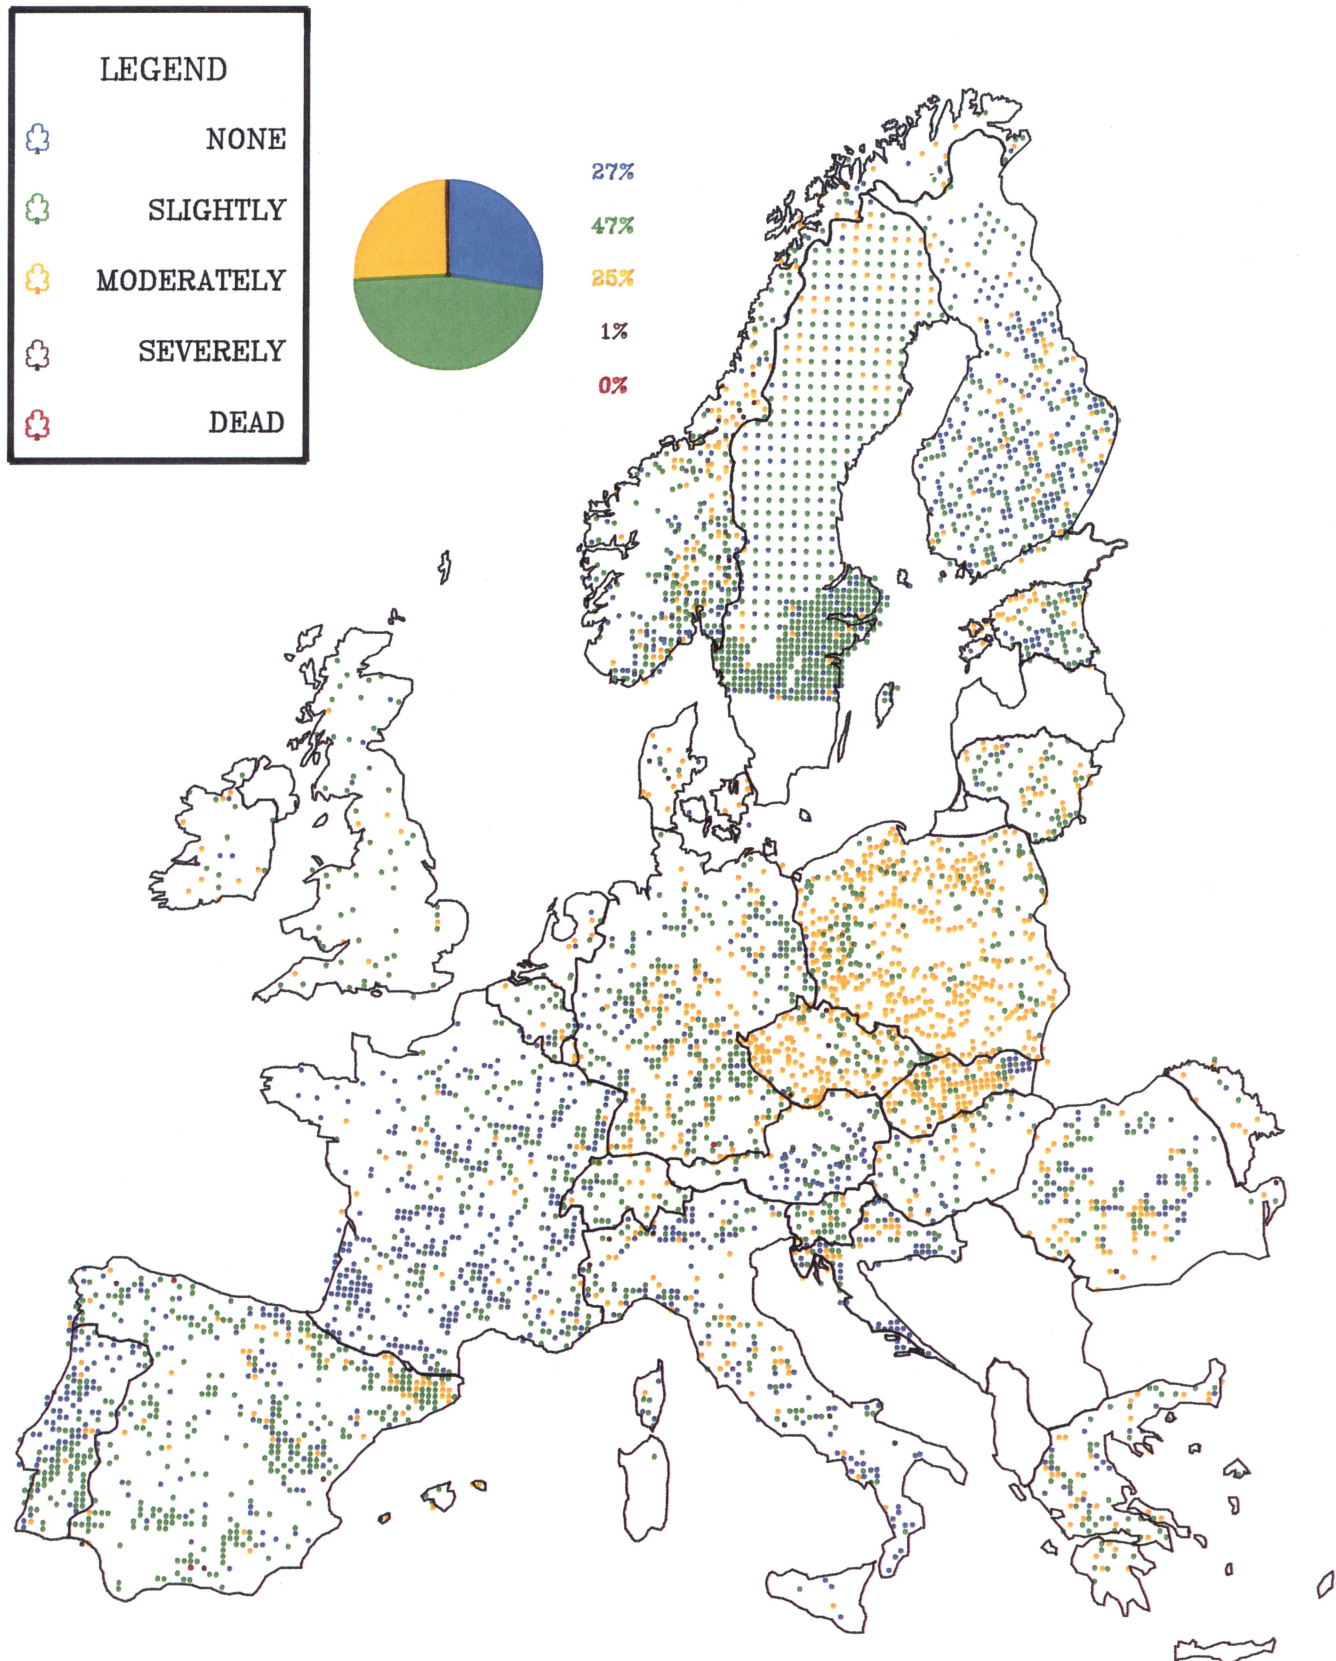 LEGEND
NONE
SLIGHTLY
MODERATELY
SEVERELY
DEAD
27%
47%
25%
1%
0%